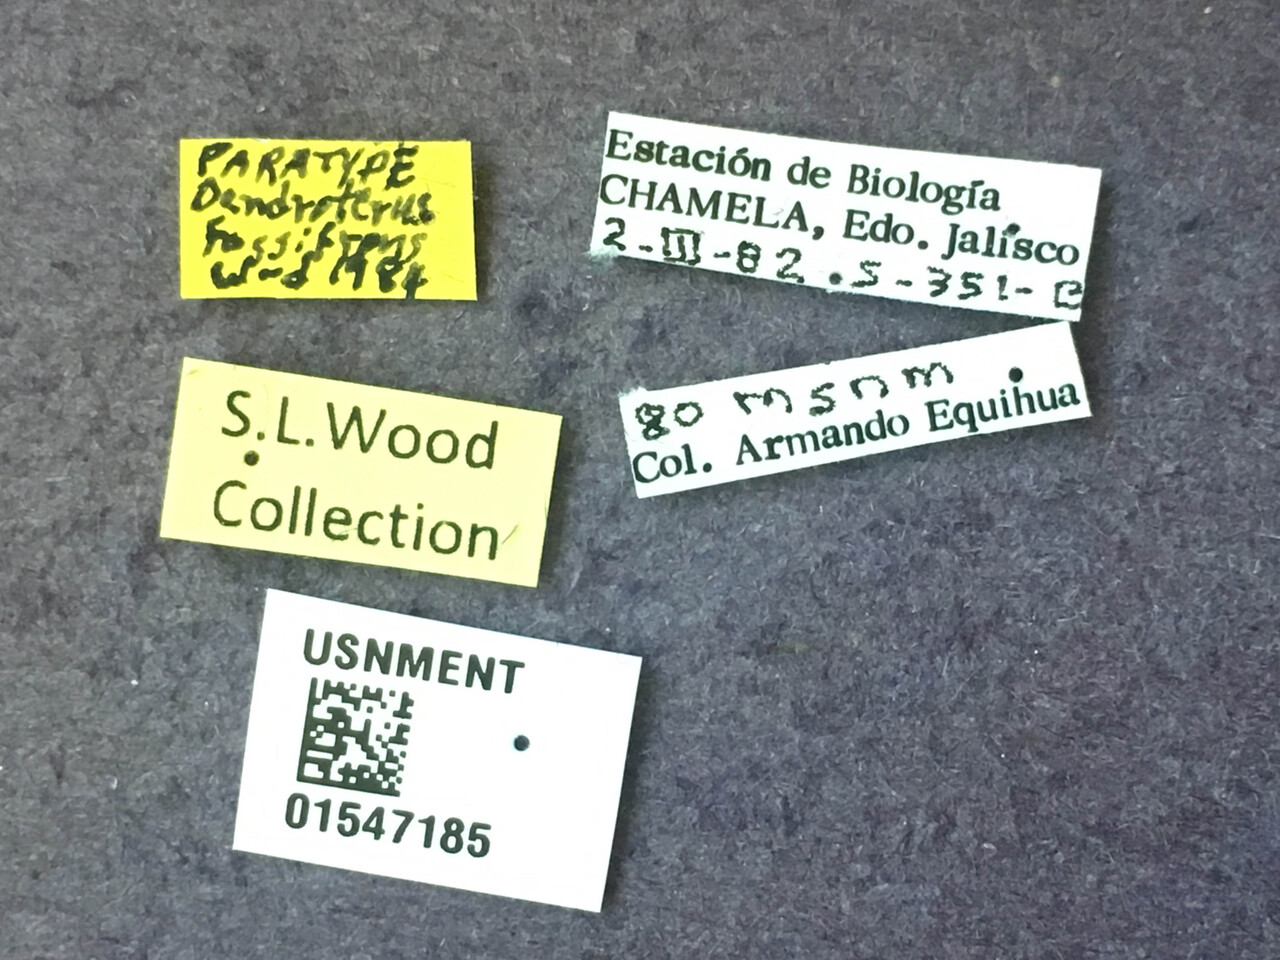 PARATYPE
Dendroterus
fossifrons
Wood 1984
Estación de Biología
CHAMELA, Edo. Jalisco
2-III-82 . S-351-B
80 msnm
Col. Armando Equihua
S.L.Wood
Collection
USNMENT
01547185